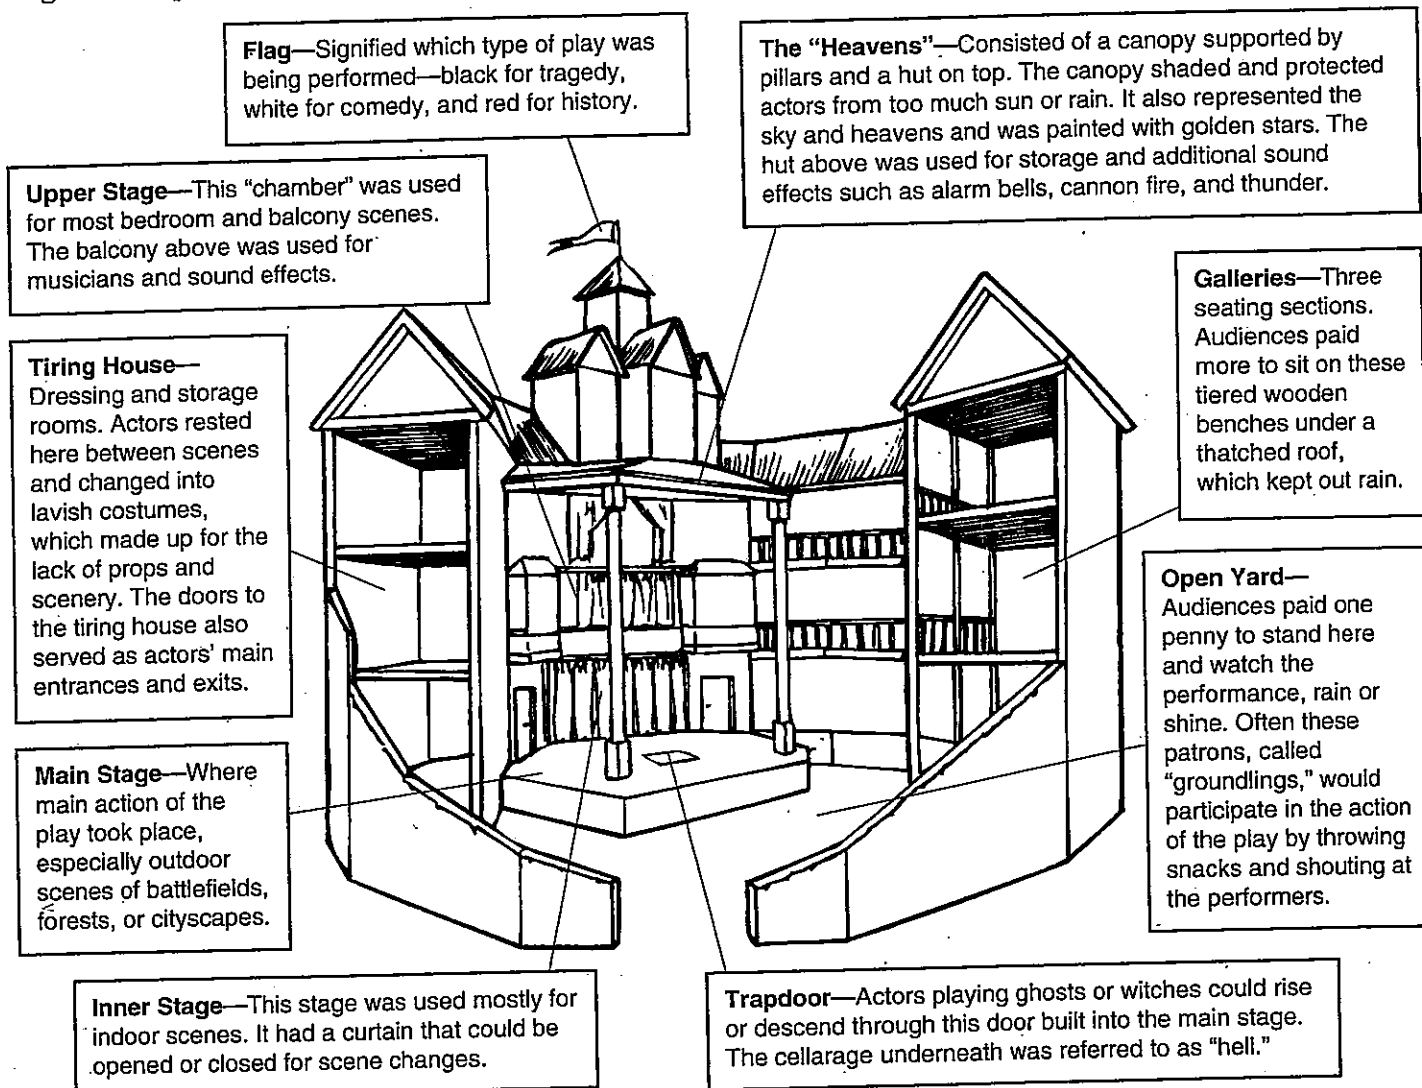 Flag—Signified which type of play was
being performed—black for tragedy,
white for comedy, and red for history.
The “Heavens”—Consisted of a canopy supported by
pillars and a hut on top. The canopy shaded and protected
actors from too much sun or rain. It also represented the
sky and heavens and was painted with golden stars. The
hut above was used for storage and additional sound
effects such as alarm bells, cannon fire, and thunder.
Upper Stage—This “chamber” was used
for most bedroom and balcony scenes.
The balcony above was used for
musicians and sound effects.
Galleries—Three
seating sections.
Audiences paid
more to sit on these
tiered wooden
benches under a
thatched roof,
which kept out rain.
Tiring House—
Dressing and storage
rooms. Actors rested
here between scenes
and changed into
lavish costumes,
which made up for the
lack of props and
scenery. The doors to
the tiring house also
served as actors’ main
entrances and exits.
Open Yard—
Audiences paid one
penny to stand here
and watch the
performance, rain or
shine. Often these
patrons, called
“groundlings,” would
participate in the action
of the play by throwing
snacks and shouting at
the performers.
Main Stage—Where
main action of the
play took place,
especially outdoor
scenes of battlefields,
forests, or cityscapes.
Inner Stage—This stage was used mostly for
indoor scenes. It had a curtain that could be
opened or closed for scene changes.
Trapdoor—Actors playing ghosts or witches could rise
or descend through this door built into the main stage.
The cellarage underneath was referred to as “hell.”